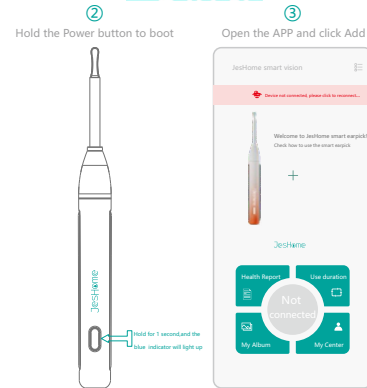 ②
Hold the Power button to boot
JesHome
Hold for 1 second,and the
blue indicator will light up
③
Open the APP and click Add
JesHome smart vision
Device not connected, please click to reconnect...
Welcome to JesHome smart earpick!
Check how to use the smart earpick.
JesHome
Health Report
Use duration
Not
connected
My Album
My Center